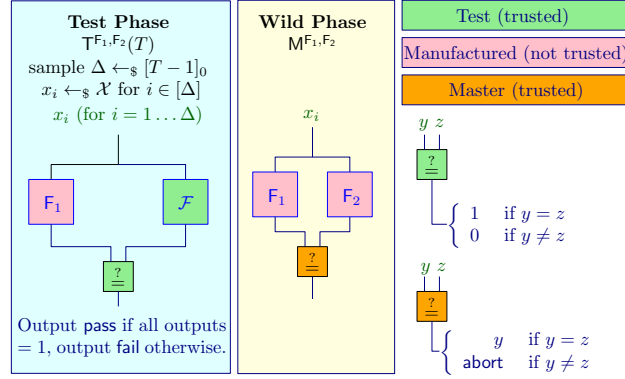 Test Phase
T^{F₁,F₂}(T)
sample Δ ←$ [T − 1]₀
xᵢ ←$ 𝒳 for i ∈ [Δ]
xᵢ (for i = 1 … Δ)
F₁
ℱ
?
=
Output pass if all outputs
= 1, output fail otherwise.
Wild Phase
M^{F₁,F₂}
xᵢ
F₁
F₂
?
=
Test (trusted)
Manufactured (not trusted)
Master (trusted)
y z
?
=
1 if y = z
0 if y ≠ z
y z
?
=
y if y = z
abort if y ≠ z